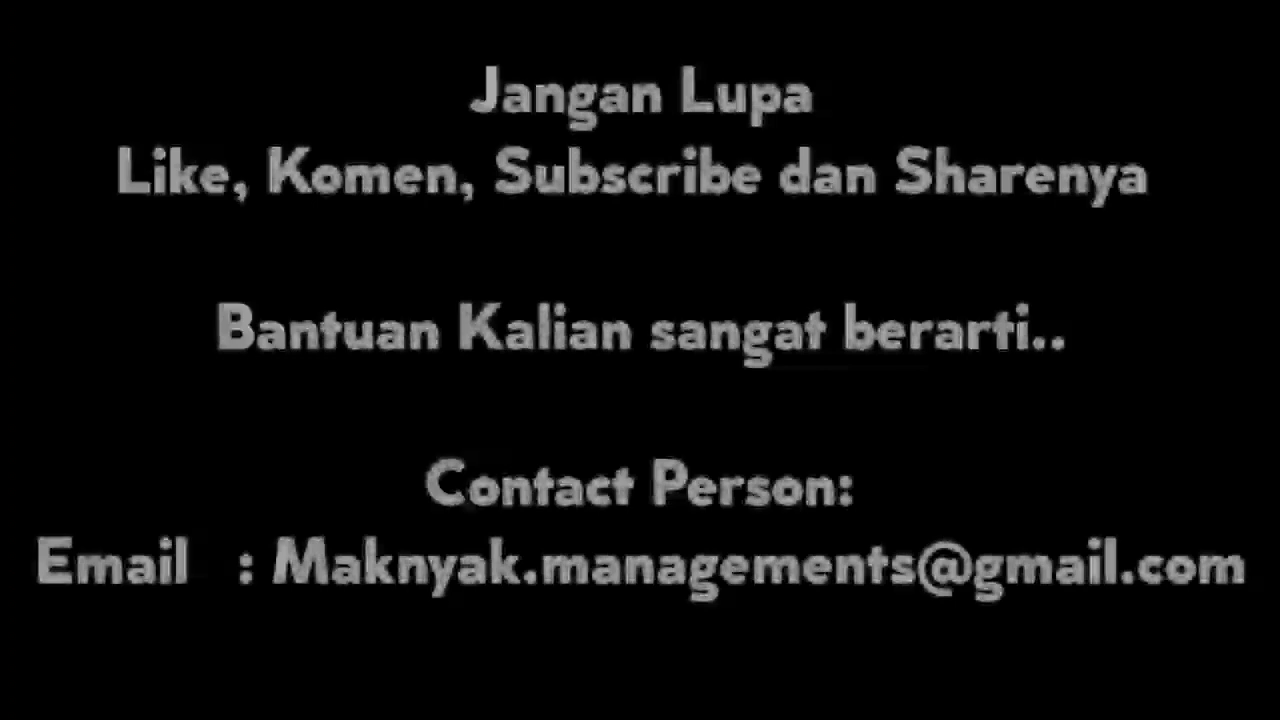 Jangan Lupa
Like, Komen, Subscribe dan Sharenya
Bantuan Kalian sangat berarti..
Contact Person:
Email : Maknyak.managements@gmail.com